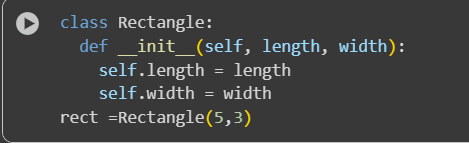 class Rectangle:
  def __init__(self, length, width):
    self.length = length
    self.width = width
rect =Rectangle(5,3)